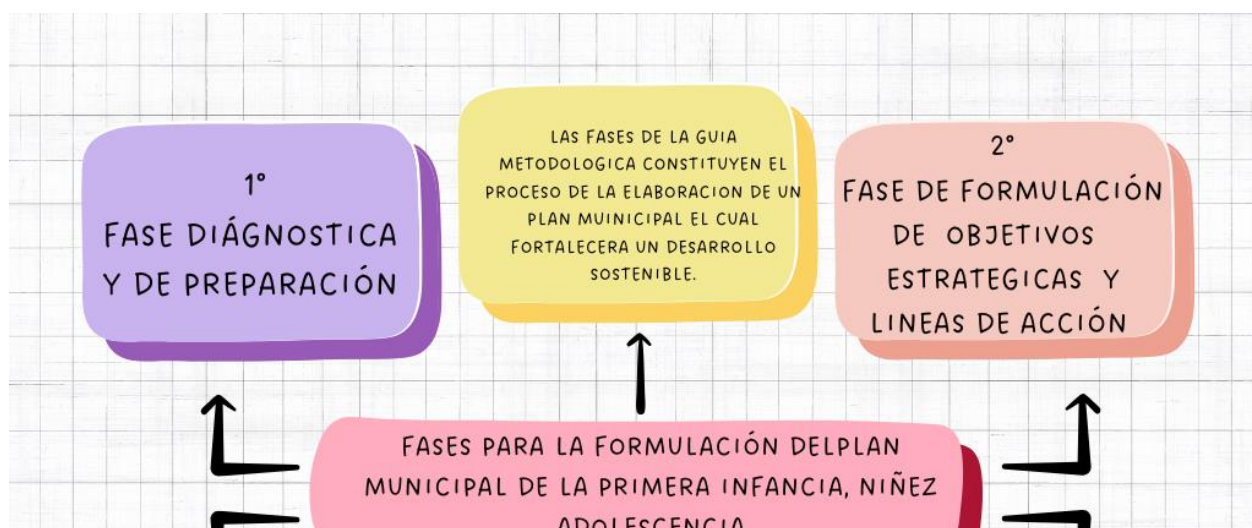 1°
FASE DIÁGNOSTICA
Y DE PREPARACIÓN
LAS FASES DE LA GUIA
METODOLOGICA CONSTITUYEN EL
PROCESO DE LA ELABORACION DE UN
PLAN MUINICIPAL EL CUAL
FORTALECERA UN DESARROLLO
SOSTENIBLE.
2°
FASE DE FORMULACIÓN
DE OBJETIVOS
ESTRATEGICAS Y
LINEAS DE ACCIÓN
FASES PARA LA FORMULACIÓN DELPLAN
MUNICIPAL DE LA PRIMERA INFANCIA, NIÑEZ
ADOLESCENCIA